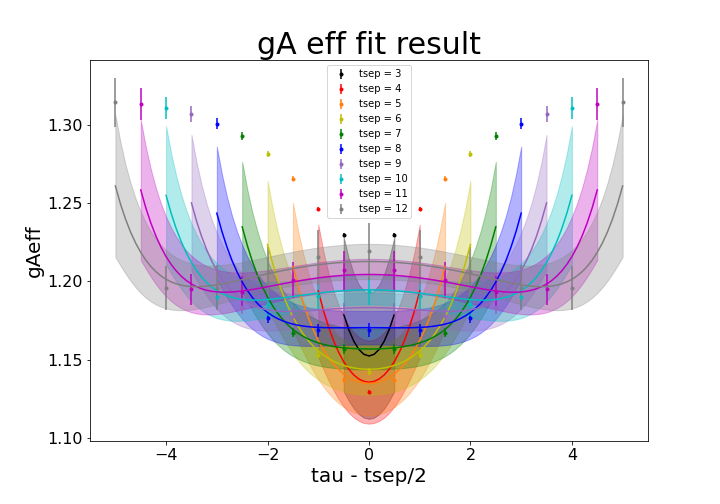 gA eff fit result
tsep = 3
tsep = 4
tsep = 5
tsep = 6
tsep = 7
tsep = 8
tsep = 9
tsep = 10
tsep = 11
tsep = 12
gAeff
1.30
1.25
1.20
1.15
1.10
−4 −2 0 2 4
tau - tsep/2